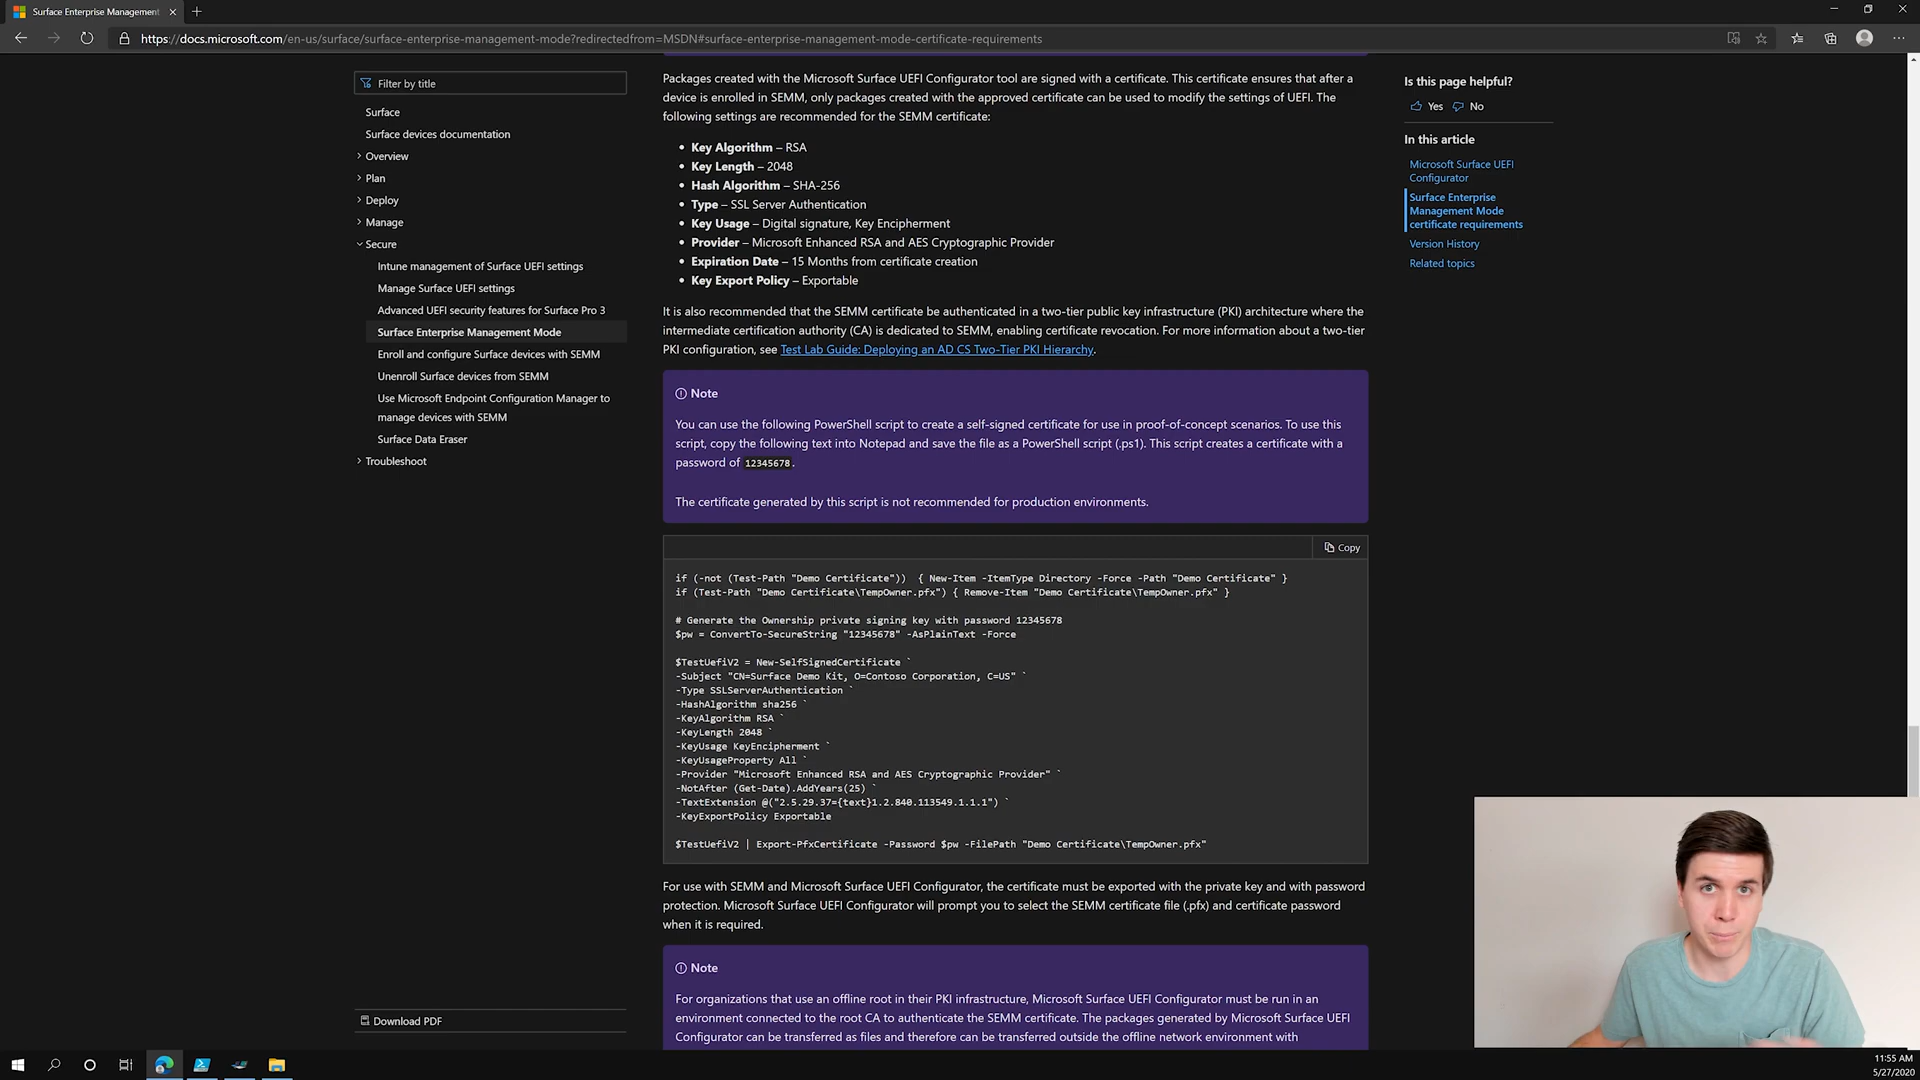 Surface Enterprise Management
https://docs.microsoft.com/en-us/surface/surface-enterprise-management-mode?redirectedfrom=MSDN#surface-enterprise-management-mode-certificate-requirements
Filter by title
Surface
Surface devices documentation
Overview
Plan
Deploy
Manage
Secure
Intune management of Surface UEFI settings
Manage Surface UEFI settings
Advanced UEFI security features for Surface Pro 3
Surface Enterprise Management Mode
Enroll and configure Surface devices with SEMM
Unenroll Surface devices from SEMM
Use Microsoft Endpoint Configuration Manager to
manage devices with SEMM
Surface Data Eraser
Troubleshoot
Download PDF
Packages created with the Microsoft Surface UEFI Configurator tool are signed with a certificate. This certificate ensures that after a
device is enrolled in SEMM, only packages created with the approved certificate can be used to modify the settings of UEFI. The
following settings are recommended for the SEMM certificate:
• Key Algorithm – RSA
• Key Length – 2048
• Hash Algorithm – SHA-256
• Type – SSL Server Authentication
• Key Usage – Digital signature, Key Encipherment
• Provider – Microsoft Enhanced RSA and AES Cryptographic Provider
• Expiration Date – 15 Months from certificate creation
• Key Export Policy – Exportable
It is also recommended that the SEMM certificate be authenticated in a two-tier public key infrastructure (PKI) architecture where the
intermediate certification authority (CA) is dedicated to SEMM, enabling certificate revocation. For more information about a two-tier
PKI configuration, see Test Lab Guide: Deploying an AD CS Two-Tier PKI Hierarchy.
Note
You can use the following PowerShell script to create a self-signed certificate for use in proof-of-concept scenarios. To use this
script, copy the following text into Notepad and save the file as a PowerShell script (.ps1). This script creates a certificate with a
password of 12345678.
The certificate generated by this script is not recommended for production environments.
Copy
if (-not (Test-Path "Demo Certificate"))  { New-Item -ItemType Directory -Force -Path "Demo Certificate" }
if (Test-Path "Demo Certificate\TempOwner.pfx") { Remove-Item "Demo Certificate\TempOwner.pfx" }
# Generate the Ownership private signing key with password 12345678
$pw = ConvertTo-SecureString "12345678" -AsPlainText -Force
$TestUefiV2 = New-SelfSignedCertificate `
-Subject "CN=Surface Demo Kit, O=Contoso Corporation, C=US" `
-Type SSLServerAuthentication `
-HashAlgorithm sha256 `
-KeyAlgorithm RSA `
-KeyLength 2048 `
-KeyUsage KeyEncipherment `
-KeyUsageProperty All `
-Provider "Microsoft Enhanced RSA and AES Cryptographic Provider" `
-NotAfter (Get-Date).AddYears(25) `
-TextExtension @("2.5.29.37={text}1.2.840.113549.1.1.1") `
-KeyExportPolicy Exportable
$TestUefiV2 | Export-PfxCertificate -Password $pw -FilePath "Demo Certificate\TempOwner.pfx"
For use with SEMM and Microsoft Surface UEFI Configurator, the certificate must be exported with the private key and with password
protection. Microsoft Surface UEFI Configurator will prompt you to select the SEMM certificate file (.pfx) and certificate password
when it is required.
Note
For organizations that use an offline root in their PKI infrastructure, Microsoft Surface UEFI Configurator must be run in an
environment connected to the root CA to authenticate the SEMM certificate. The packages generated by Microsoft Surface UEFI
Configurator can be transferred as files and therefore can be transferred outside the offline network environment with
Is this page helpful?
Yes No
In this article
Microsoft Surface UEFI
Configurator
Surface Enterprise
Management Mode
certificate requirements
Version History
Related topics
11:55 AM
5/27/2020